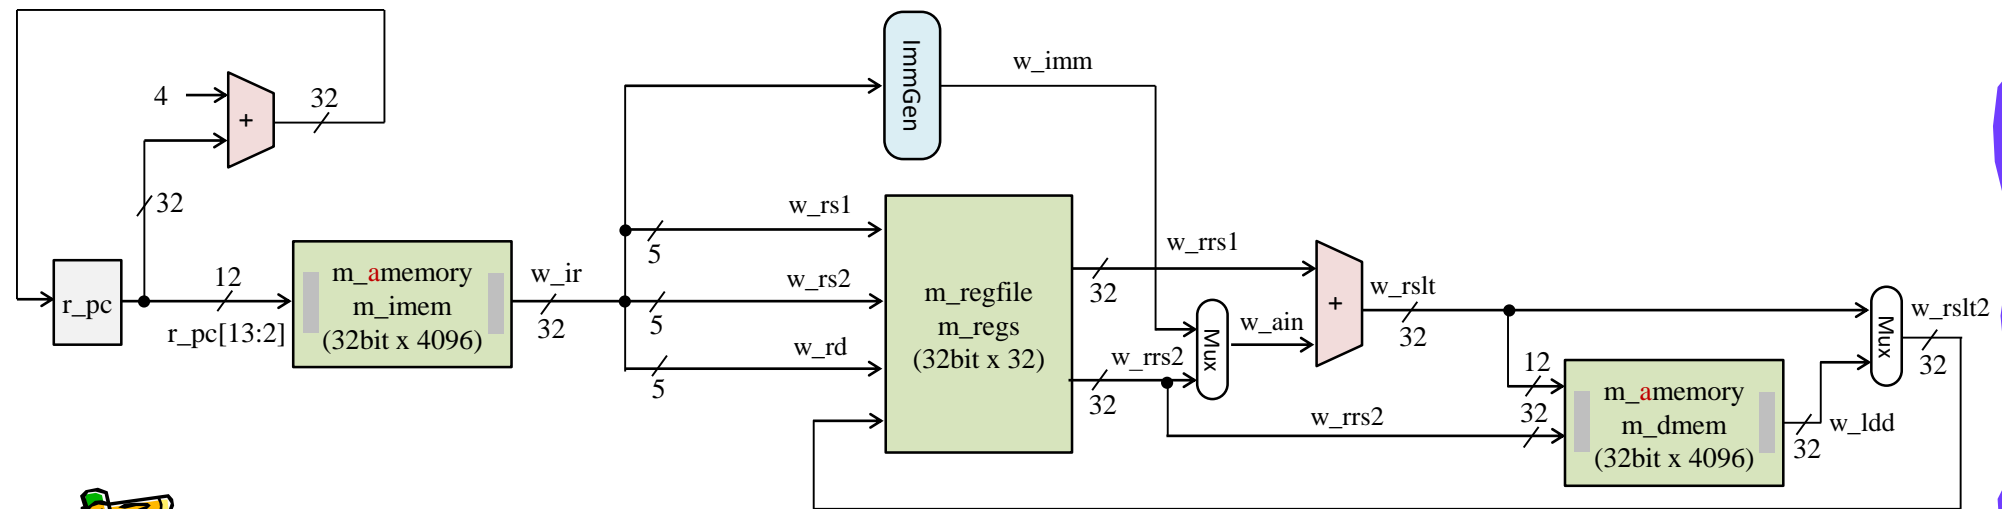 4
+
32
32
r_pc
12
r_pc[13:2]
m_amemory
m_imem
(32bit x 4096)
w_ir
32
ImmGen
w_imm
w_rs1
5
w_rs2
5
w_rd
5
m_regfile
m_regs
(32bit x 32)
w_rrs1
32
w_rrs2
32
Mux
w_ain
+
w_rslt
32
w_rrs2
12
32
m_amemory
m_dmem
(32bit x 4096)
32
w_ldd
Mux
w_rslt2
32